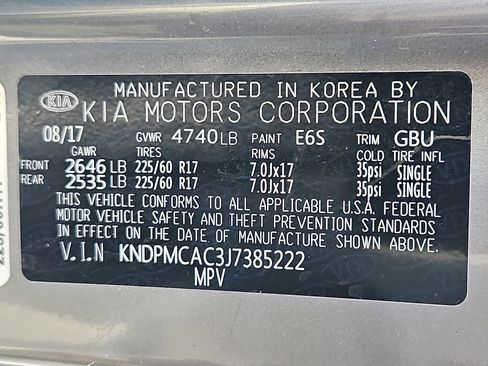 MANUFACTURED IN KOREA BY
KIA KIA MOTORS CORPORATION
08/17 GVWR 4740 LB PAINT E6S TRIM GBU
GAWR TIRES RIMS COLD TIRE INFL
FRONT 2646 LB 225/60 R17 7.0Jx17 35psi SINGLE
REAR 2535 LB 225/60 R17 7.0Jx17 35psi SINGLE
THIS VEHICLE CONFORMS TO ALL APPLICABLE U.S.A. FEDERAL
MOTOR VEHICLE SAFETY AND THEFT PREVENTION STANDARDS
IN EFFECT ON THE DATE OF MANUFACTURE SHOWN ABOVE.
V.I.N KNDPMCAC3J7385222
MPV